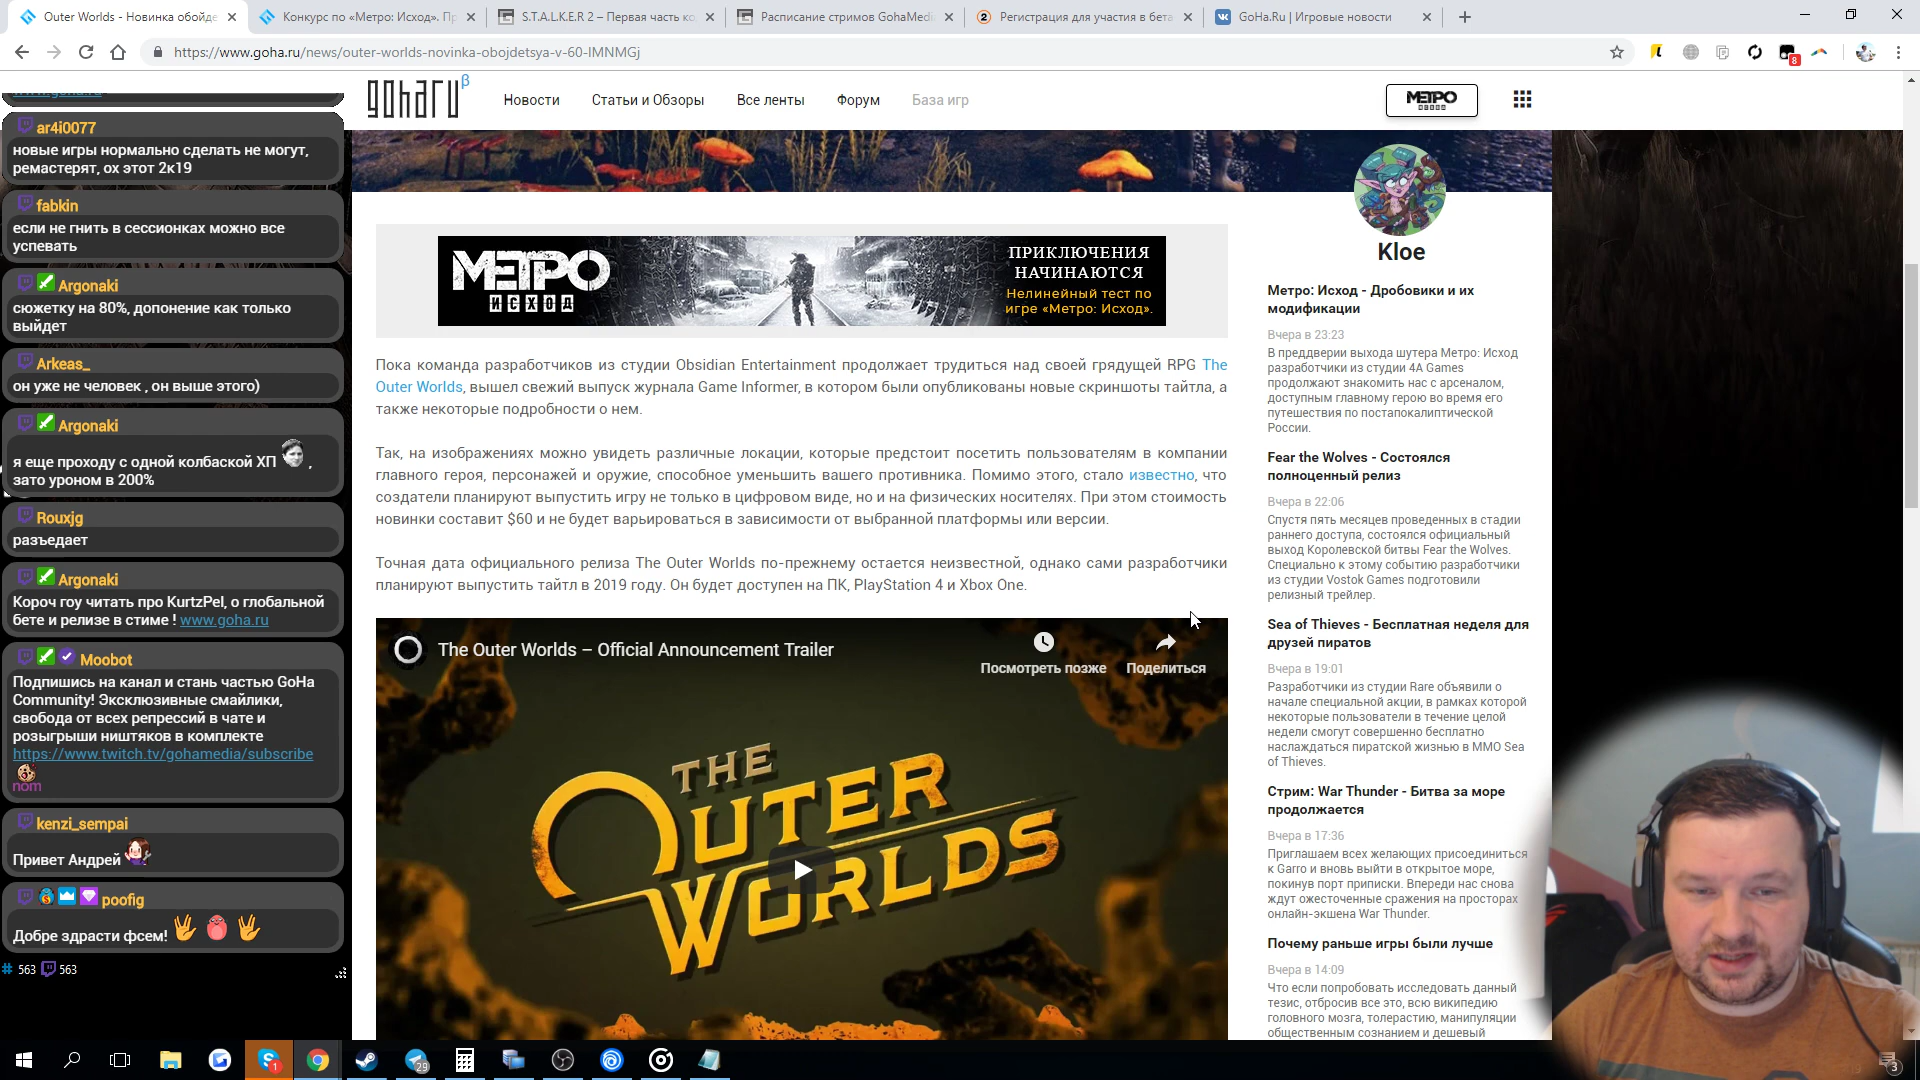 Outer Worlds - Новинка обойде
Конкурс по «Метро: Исход». Пр
S.T.A.L.K.E.R 2 – Первая часть ко
Расписание стримов GohaMedi
Регистрация для участия в бета
GoHa.Ru | Игровые новости
https://www.goha.ru/news/outer-worlds-novinka-obojdetsya-v-60-IMNMGj
8
www.goha.ru
ar4i0077
новые игры нормально сделать не могут,
ремастерят, ох этот 2к19
fabkin
если не гнить в сессионках можно все
успевать
Argonaki
сюжетку на 80%, допонение как только
выйдет
Arkeas_
он уже не человек , он выше этого)
Argonaki
я еще проходу с одной колбаской ХП ,
зато уроном в 200%
Rouxjg
разъедает
Argonaki
Короч гоу читать про KurtzPel, о глобальной
бете и релизе в стиме ! www.goha.ru
Moobot
Подпишись на канал и стань частью GoHa
Community! Эксклюзивные смайлики,
свобода от всех репрессий в чате и
розыгрыши ништяков в комплекте
https://www.twitch.tv/gohamedia/subscribe
nom
kenzi_sempai
Привет Андрей
poofig
Добре здрасти фсем!
# 563 563
goharu β
Новости
Статьи и Обзоры
Все ленты
Форум
База игр
МЕТРО
ИСХОД
МЕТРО
ИСХОД
ПРИКЛЮЧЕНИЯ
НАЧИНАЮТСЯ
Нелинейный тест по
игре «Метро: Исход».
Пока команда разработчиков из студии Obsidian Entertainment продолжает трудиться над своей грядущей RPG The
Outer Worlds, вышел свежий выпуск журнала Game Informer, в котором были опубликованы новые скриншоты тайтла, а
также некоторые подробности о нем.
Так, на изображениях можно увидеть различные локации, которые предстоит посетить пользователям в компании
главного героя, персонажей и оружие, способное уменьшить вашего противника. Помимо этого, стало известно, что
создатели планируют выпустить игру не только в цифровом виде, но и на физических носителях. При этом стоимость
новинки составит $60 и не будет варьироваться в зависимости от выбранной платформы или версии.
Точная дата официального релиза The Outer Worlds по-прежнему остается неизвестной, однако сами разработчики
планируют выпустить тайтл в 2019 году. Он будет доступен на ПК, PlayStation 4 и Xbox One.
The Outer Worlds – Official Announcement Trailer
Посмотреть позже
Поделиться
THE
OUTER
WORLDS
Kloe
Метро: Исход - Дробовики и их
модификации
Вчера в 23:23
В преддверии выхода шутера Метро: Исход
разработчики из студии 4A Games
продолжают знакомить нас с арсеналом,
доступным главному герою во время его
путешествия по постапокалиптической
России.
Fear the Wolves - Состоялся
полноценный релиз
Вчера в 22:06
Спустя пять месяцев проведенных в стадии
раннего доступа, состоялся официальный
выход Королевской битвы Fear the Wolves.
Специально к этому событию разработчики
из студии Vostok Games подготовили
релизный трейлер.
Sea of Thieves - Бесплатная неделя для
друзей пиратов
Вчера в 19:01
Разработчики из студии Rare объявили о
начале специальной акции, в рамках которой
некоторые пользователи в течение целой
недели смогут совершенно бесплатно
наслаждаться пиратской жизнью в ММО Sea
of Thieves.
Стрим: War Thunder - Битва за море
продолжается
Вчера в 17:36
Приглашаем всех желающих присоединиться
к Garro и вновь выйти в открытое море,
покинув порт приписки. Впереди нас снова
ждут ожесточенные сражения на просторах
онлайн-экшена War Thunder.
Почему раньше игры были лучше
Вчера в 14:09
Что если попробовать исследовать данный
тезис, отбросив все это, всю википедию
головного мозга, толерастию, манипуляции
общественным сознанием и дешевый
1
29
3